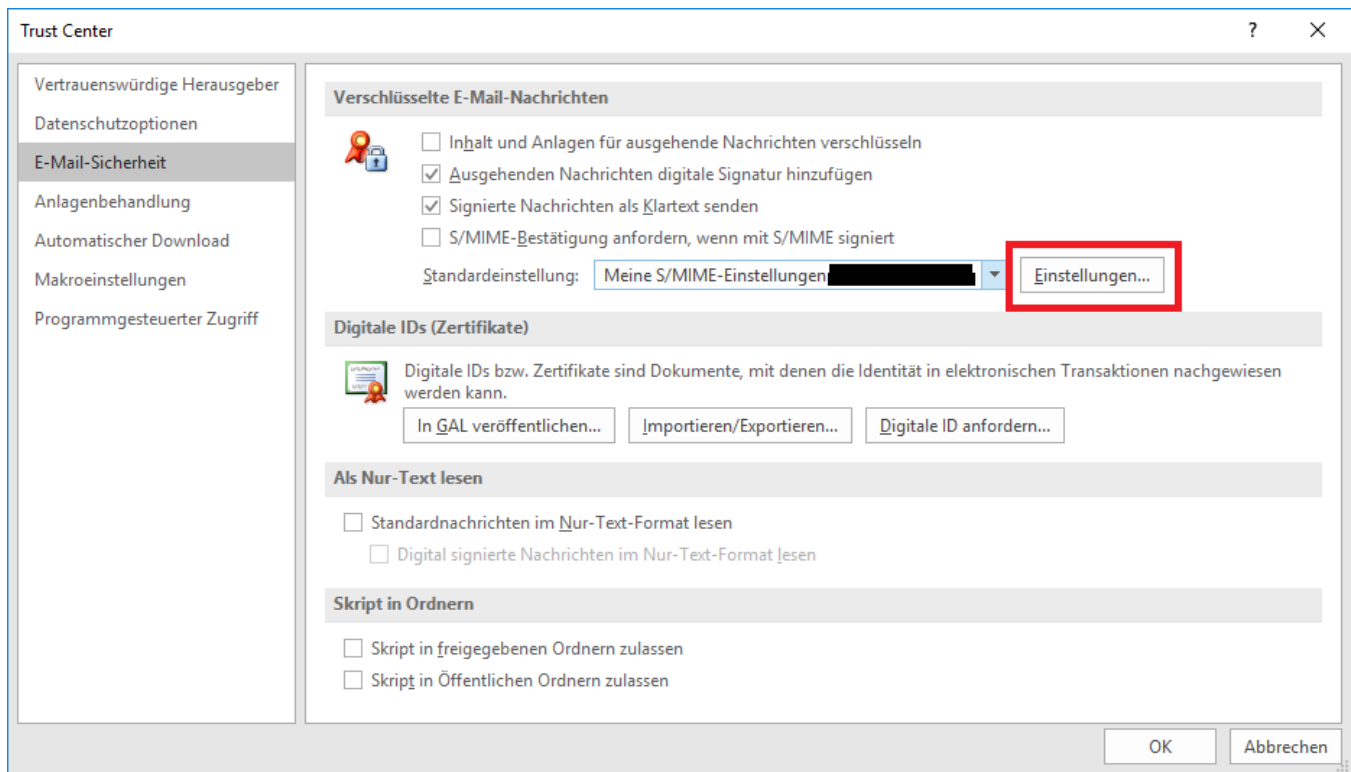 Trust Center
?
Vertrauenswürdige Herausgeber
Datenschutzoptionen
E-Mail-Sicherheit
Anlagenbehandlung
Automatischer Download
Makroeinstellungen
Programmgesteuerter Zugriff
Verschlüsselte E-Mail-Nachrichten
Inhalt und Anlagen für ausgehende Nachrichten verschlüsseln
Ausgehenden Nachrichten digitale Signatur hinzufügen
Signierte Nachrichten als Klartext senden
S/MIME-Bestätigung anfordern, wenn mit S/MIME signiert
Standardeinstellung: Meine S/MIME-Einstellungen Einstellungen...
Digitale IDs (Zertifikate)
Digitale IDs bzw. Zertifikate sind Dokumente, mit denen die Identität in elektronischen Transaktionen nachgewiesen
werden kann.
In GAL veröffentlichen... Importieren/Exportieren... Digitale ID anfordern...
Als Nur-Text lesen
Standardnachrichten im Nur-Text-Format lesen
Digital signierte Nachrichten im Nur-Text-Format lesen
Skript in Ordnern
Skript in freigegebenen Ordnern zulassen
Skript in Öffentlichen Ordnern zulassen
OK Abbrechen